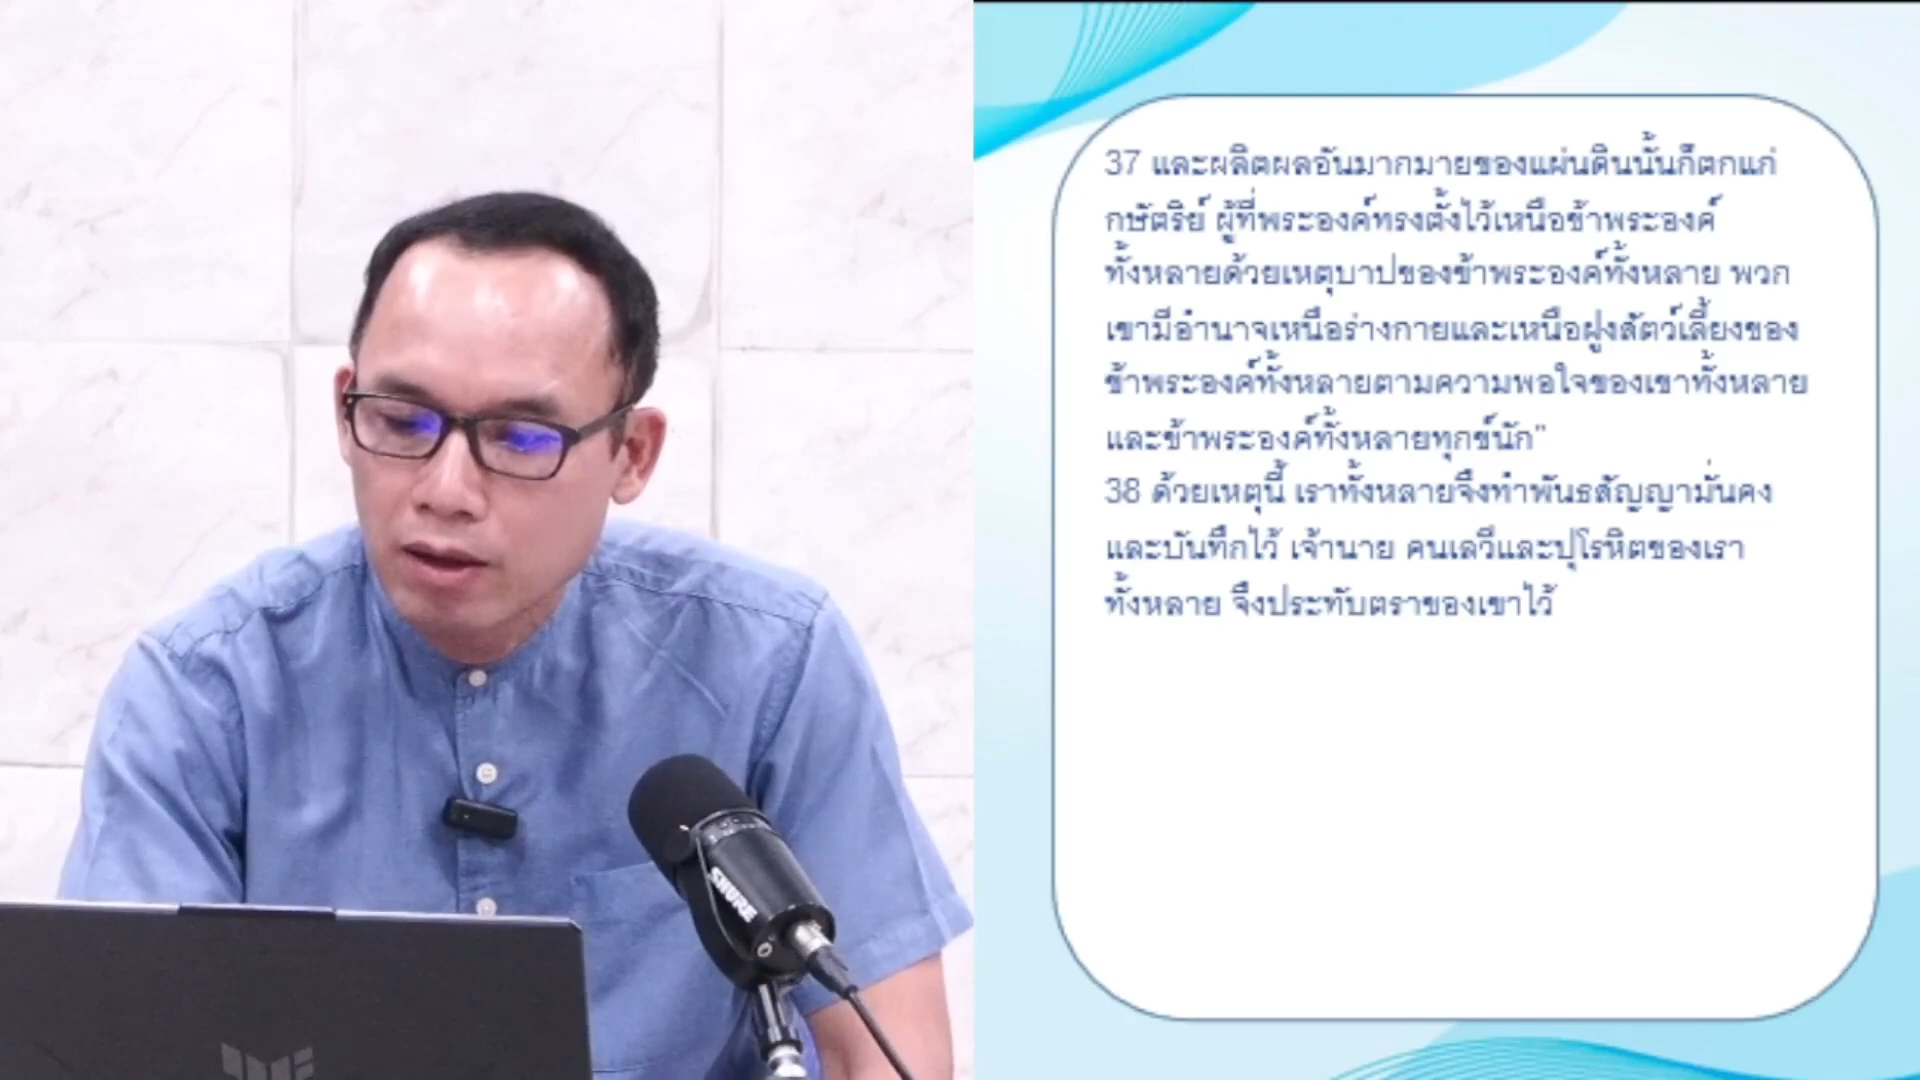 37 และผลิตผลอันมากมายของแผ่นดินนั้นก็ตกแก่
กษัตริย์ ผู้ที่พระองค์ทรงตั้งไว้เหนือข้าพระองค์
ทั้งหลายด้วยเหตุบาปของข้าพระองค์ทั้งหลาย พวก
เขามีอำนาจเหนือร่างกายและเหนือฝูงสัตว์เลี้ยงของ
ข้าพระองค์ทั้งหลายตามความพอใจของเขาทั้งหลาย
และข้าพระองค์ทั้งหลายทุกข์นัก"
38 ด้วยเหตุนี้ เราทั้งหลายจึงทำพันธสัญญามั่นคง
และบันทึกไว้ เจ้านาย คนเลวีและปุโรหิตของเรา
ทั้งหลาย จึงประทับตราของเขาไว้
SHURE